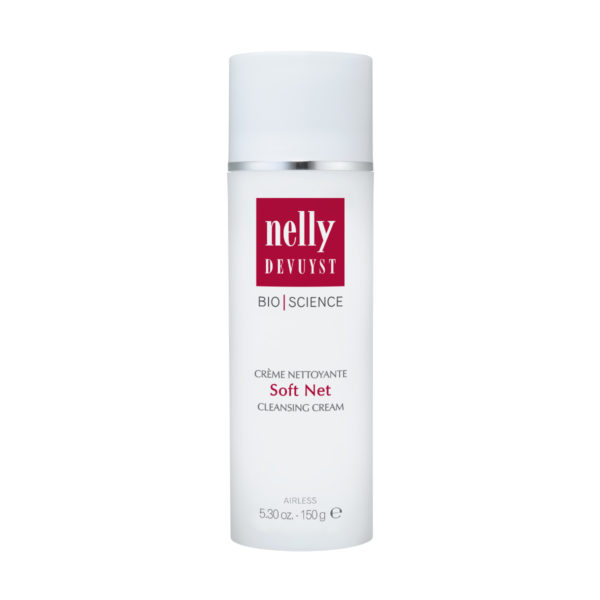 nelly
DEVUYST
BIO|SCIENCE
CRÈME NETTOYANTE
Soft Net
CLEANSING CREAM
AIRLESS
5.30 oz. - 150 g ℮